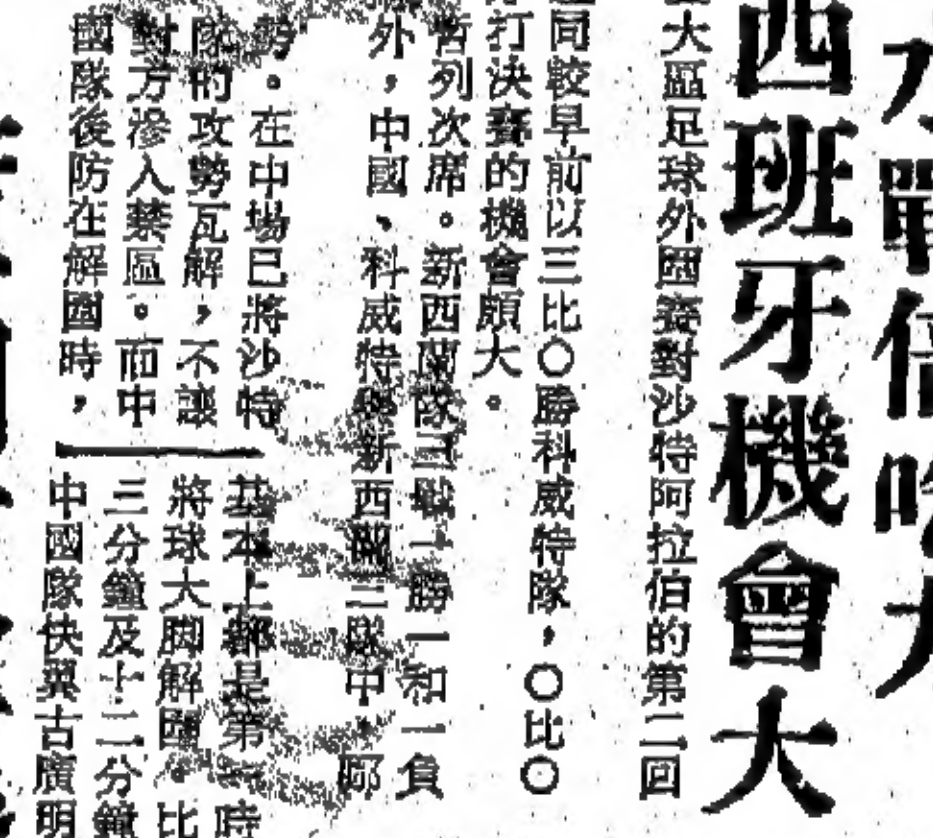 西班牙機會大
大區足球外圍賽對沙特阿拉伯的第二回
同較早前以三比〇勝科威特隊，〇比〇
打決賽的機會頗大。
暫列次席。新西蘭隊三戰一勝一和一負
外，中國、科威特與新西蘭三隊中，
勢。在中場已將沙特
隊的攻勢瓦解，不讓
對方滲入禁區。而中
國隊後防在解圍時，
基本上都是第一時
將球大脚解圍。比
三分鐘及十二分鐘
中國隊快翼古廣明